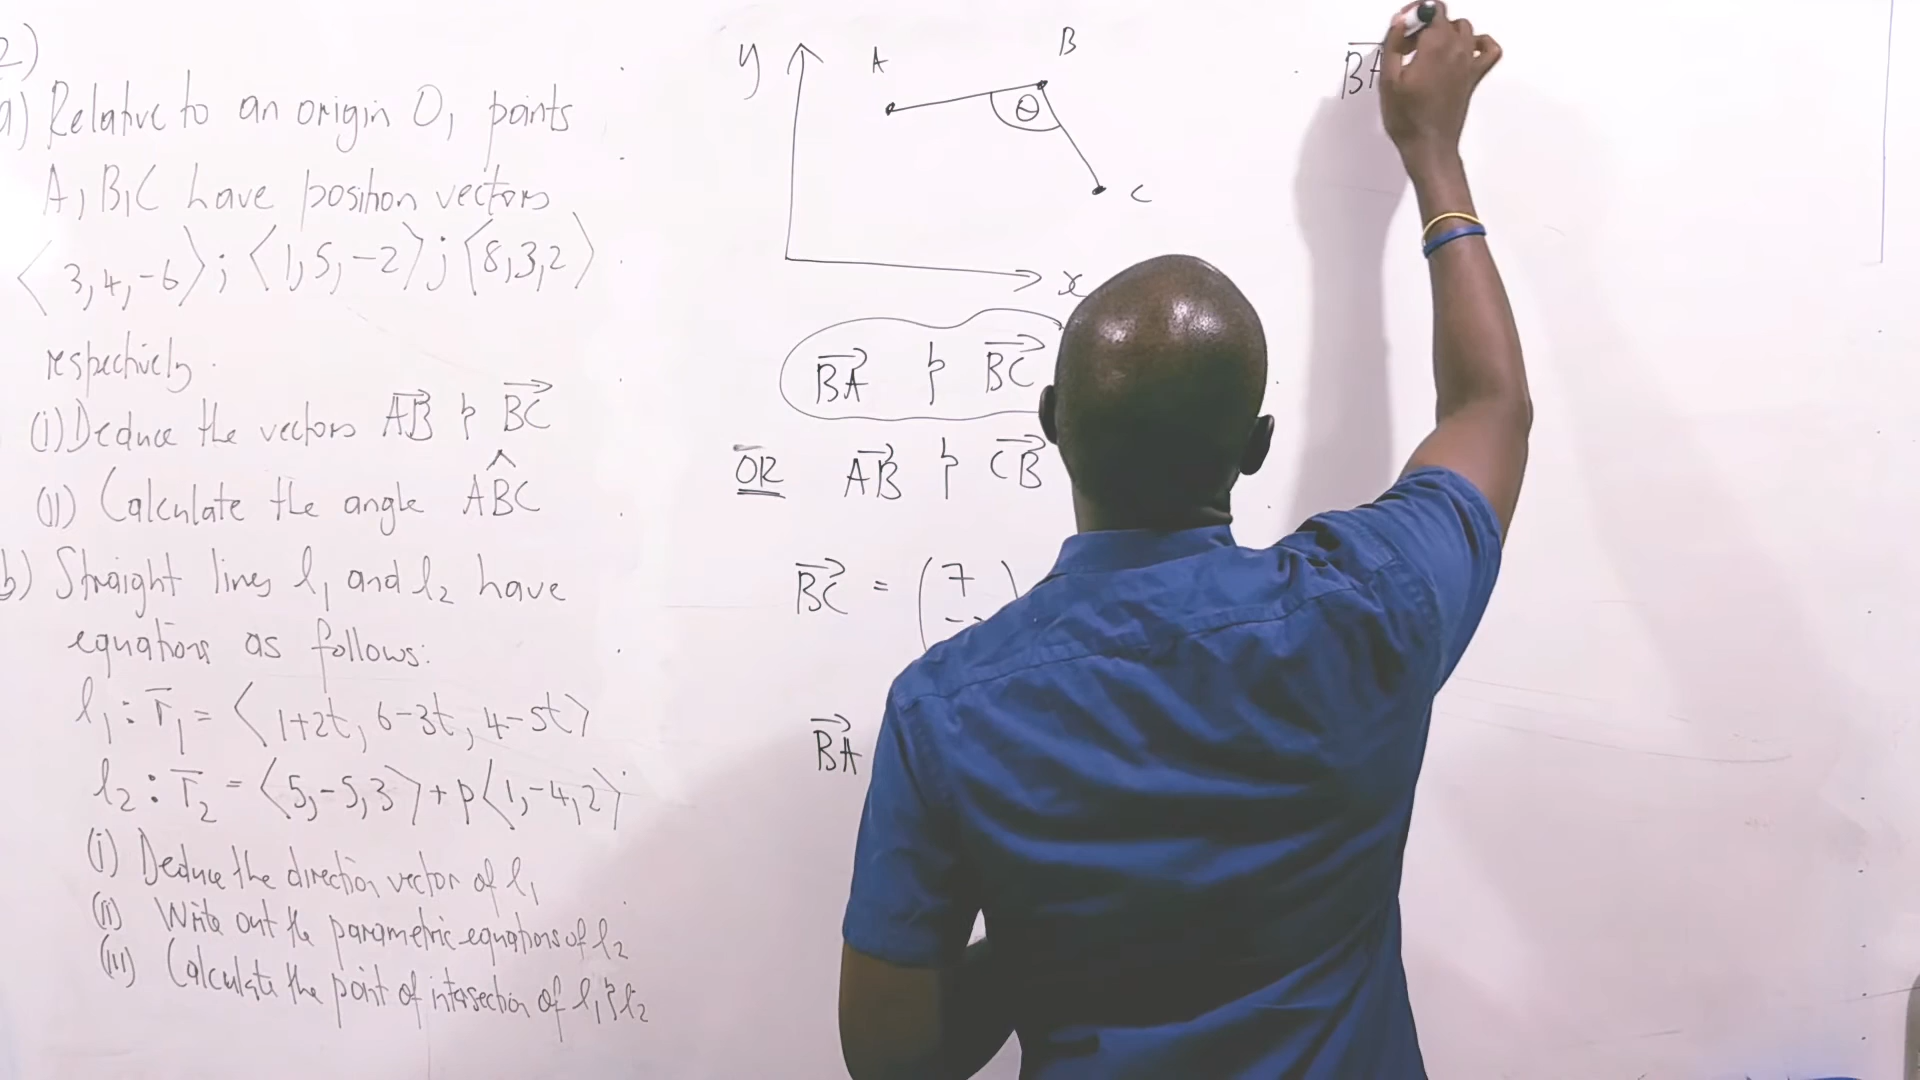 2)
a) Relative to an origin O, points
A, B, C have position vectors
⟨3,4,-6⟩; ⟨1,5,-2⟩; ⟨8,3,2⟩
respectively.
(i) Deduce the vectors AB & BC
(ii) Calculate the angle AB̂C
b) Straight lines l₁ and l₂ have
equations as follows:
l₁: r̄₁ = ⟨1+2t, 6-3t, 4-5t⟩
l₂: r̄₂ = ⟨5,-5,3⟩ + p⟨1,-4,2⟩
(i) Deduce the direction vector of l₁
(ii) Write out the parametric equations of l₂
(iii) Calculate the point of intersection of l₁ & l₂
y
A
B
θ
C
x
BA & BC
OR AB & CB
BC = ( 7 )
BA
BA